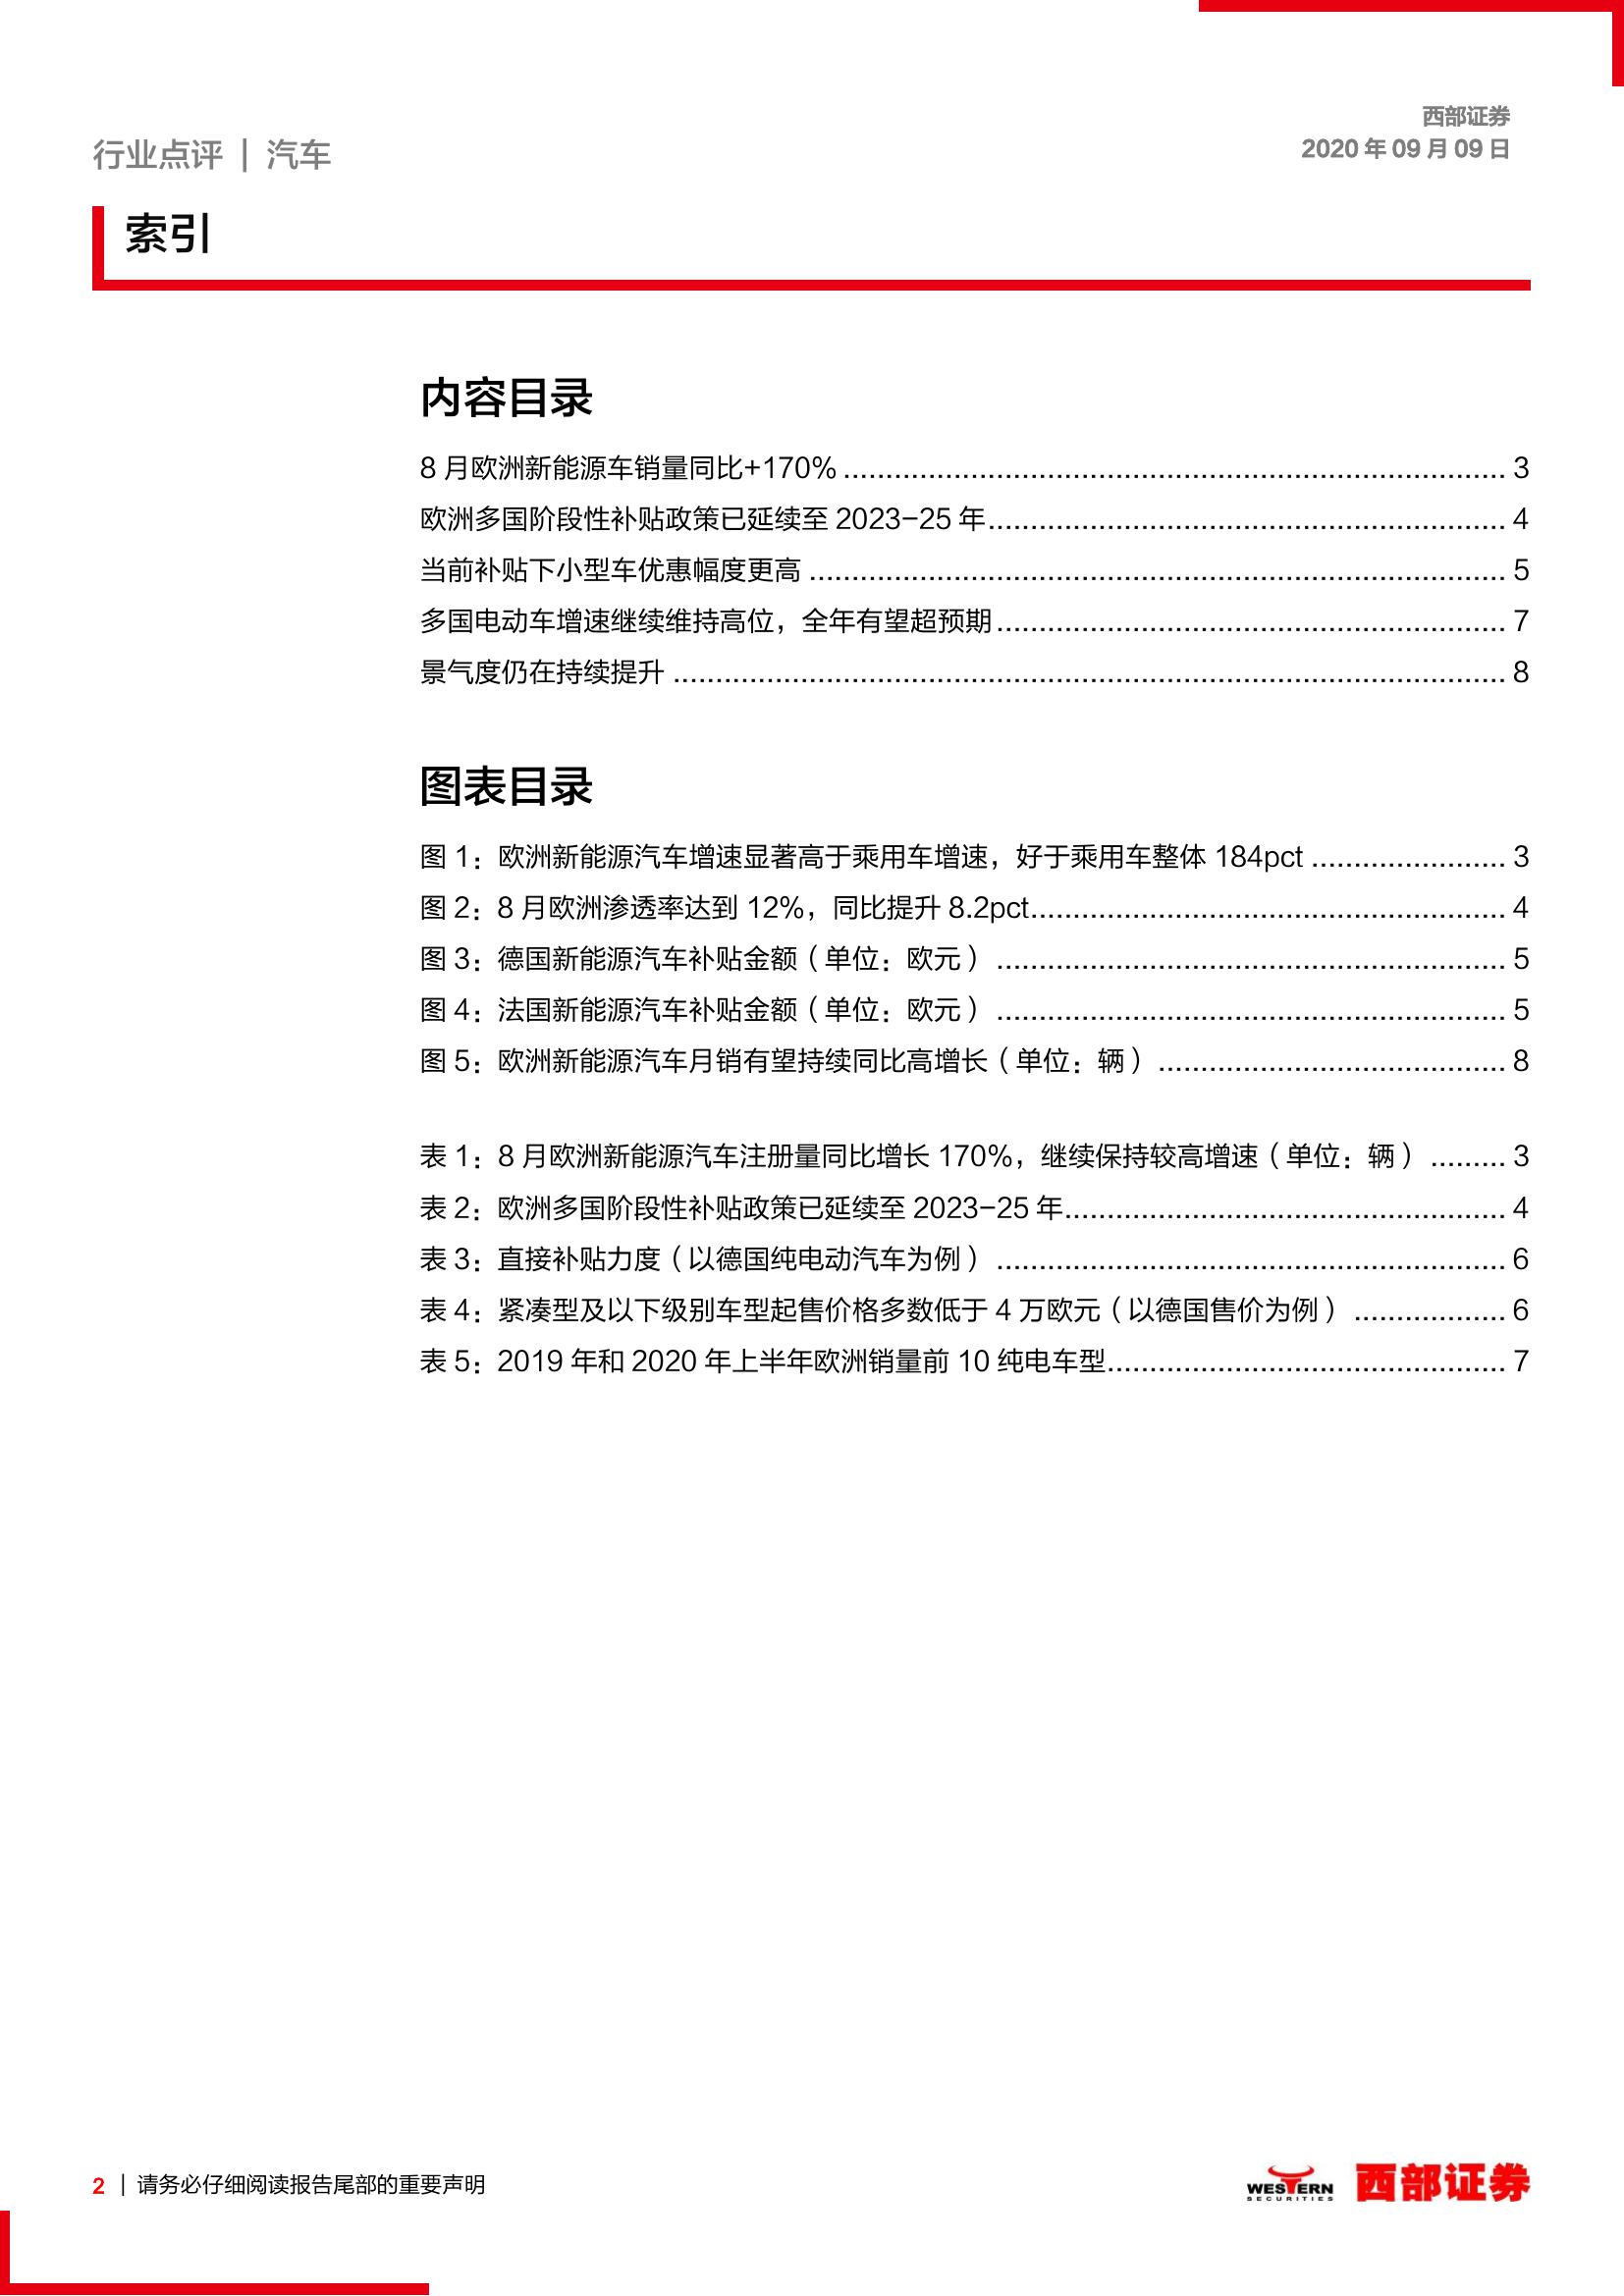 西部证券
行业点评 | 汽车
2020 年 09 月 09 日
索引
内容目录
8 月欧洲新能源车销量同比+170% ............................................................................... 3
欧洲多国阶段性补贴政策已延续至 2023-25 年.............................................................. 4
当前补贴下小型车优惠幅度更高 ................................................................................... 5
多国电动车增速继续维持高位，全年有望超预期............................................................. 7
景气度仍在持续提升 ................................................................................................... 8
图表目录
图 1：欧洲新能源汽车增速显著高于乘用车增速，好于乘用车整体 184pct ....................... 3
图 2：8 月欧洲渗透率达到 12%，同比提升 8.2pct......................................................... 4
图 3：德国新能源汽车补贴金额（单位：欧元） ............................................................. 5
图 4：法国新能源汽车补贴金额（单位：欧元） ............................................................. 5
图 5：欧洲新能源汽车月销有望持续同比高增长（单位：辆） ......................................... 8
表 1：8 月欧洲新能源汽车注册量同比增长 170%，继续保持较高增速（单位：辆） ......... 3
表 2：欧洲多国阶段性补贴政策已延续至 2023-25 年..................................................... 4
表 3：直接补贴力度（以德国纯电动汽车为例） ............................................................. 6
表 4：紧凑型及以下级别车型起售价格多数低于 4 万欧元（以德国售价为例） .................. 6
表 5：2019 年和 2020 年上半年欧洲销量前 10 纯电车型............................................... 7
2 | 请务必仔细阅读报告尾部的重要声明
WESTERN
SECURITIES
西部证券